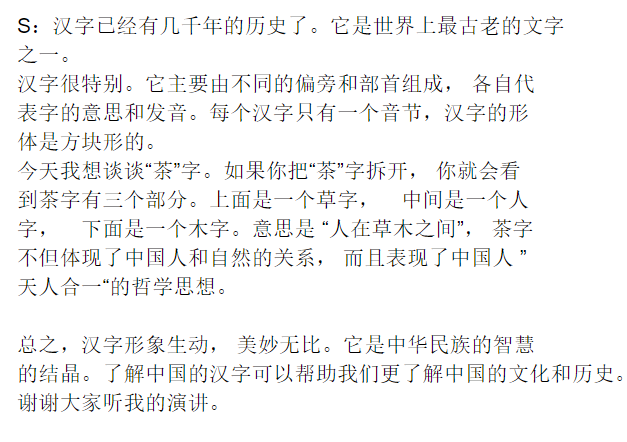 S：汉字已经有几千年的历史了。它是世界上最古老的文字
之一。
汉字很特别。它主要由不同的偏旁和部首组成， 各自代
表字的意思和发音。每个汉字只有一个音节，汉字的形
体是方块形的。
今天我想谈谈“茶”字。如果你把“茶”字拆开， 你就会看
到茶字有三个部分。上面是一个草字， 中间是一个人
字， 下面是一个木字。意思是 “人在草木之间”， 茶字
不但体现了中国人和自然的关系， 而且表现了中国人 ”
天人合一“的哲学思想。
总之，汉字形象生动， 美妙无比。它是中华民族的智慧
的结晶。了解中国的汉字可以帮助我们更了解中国的文化和历史。
谢谢大家听我的演讲。